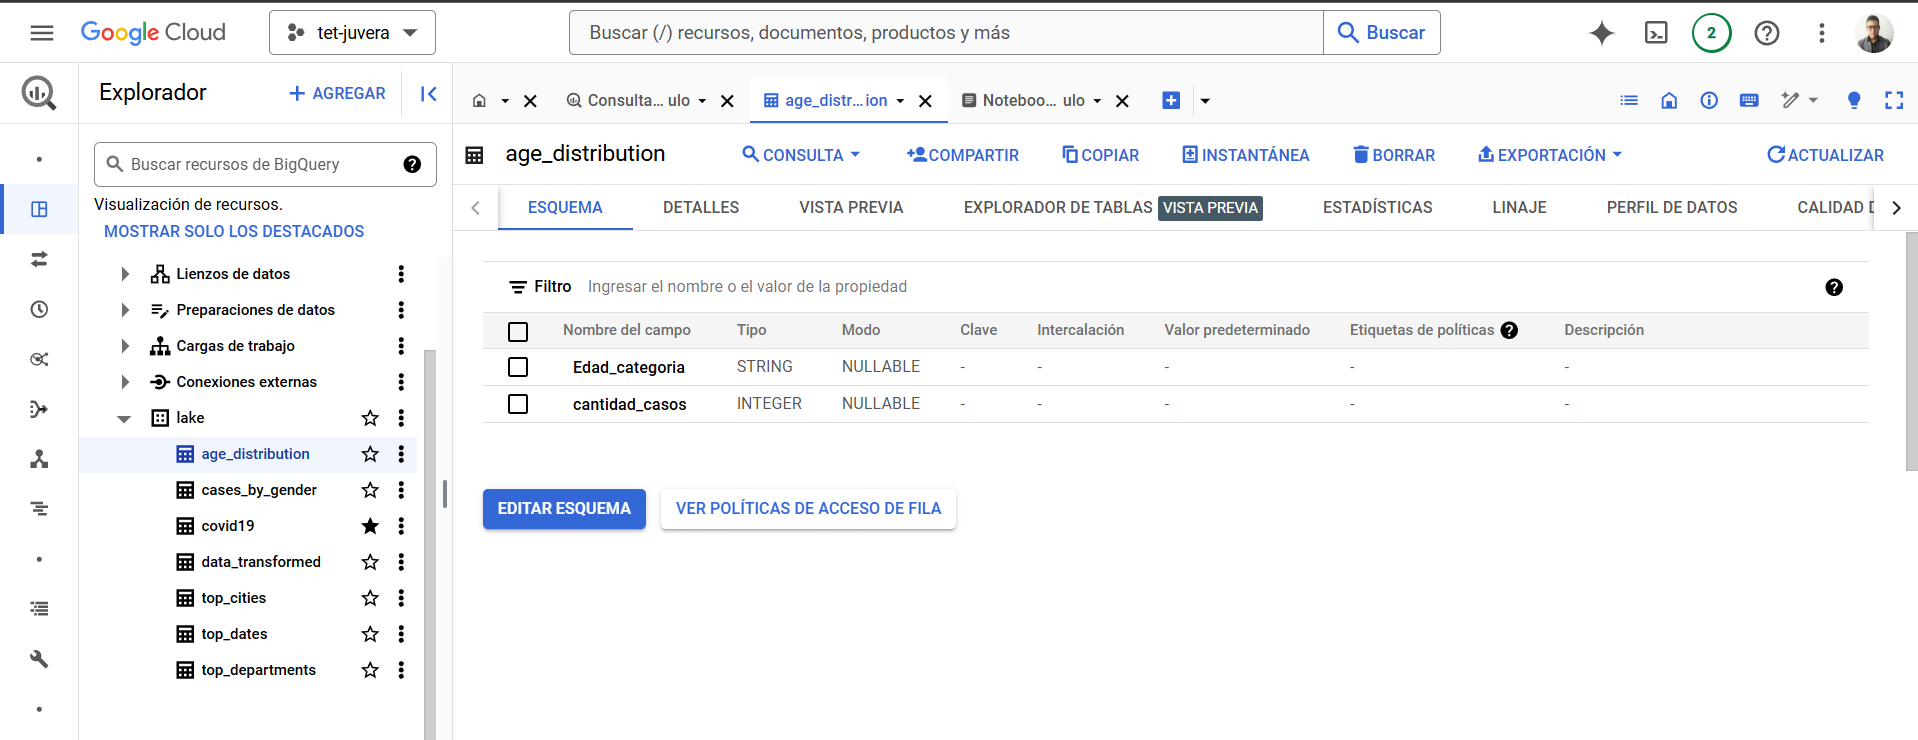 Google Cloud
tet-juvera
Buscar (/) recursos, documentos, productos y más
Buscar
2
Explorador
AGREGAR
Consulta... ulo
age_distr... ion
Noteboo... ulo
Buscar recursos de BigQuery
Visualización de recursos.
MOSTRAR SOLO LOS DESTACADOS
Lienzos de datos
Preparaciones de datos
Cargas de trabajo
Conexiones externas
lake
age_distribution
cases_by_gender
covid19
data_transformed
top_cities
top_dates
top_departments
age_distribution
CONSULTA
COMPARTIR
COPIAR
INSTANTÁNEA
BORRAR
EXPORTACIÓN
ACTUALIZAR
ESQUEMA
DETALLES
VISTA PREVIA
EXPLORADOR DE TABLAS VISTA PREVIA
ESTADÍSTICAS
LINAJE
PERFIL DE DATOS
CALIDAD D
Filtro Ingresar el nombre o el valor de la propiedad
Nombre del campo Tipo Modo Clave Intercalación Valor predeterminado Etiquetas de políticas Descripción
Edad_categoria STRING NULLABLE - - - - -
cantidad_casos INTEGER NULLABLE - - - - -
EDITAR ESQUEMA
VER POLÍTICAS DE ACCESO DE FILA